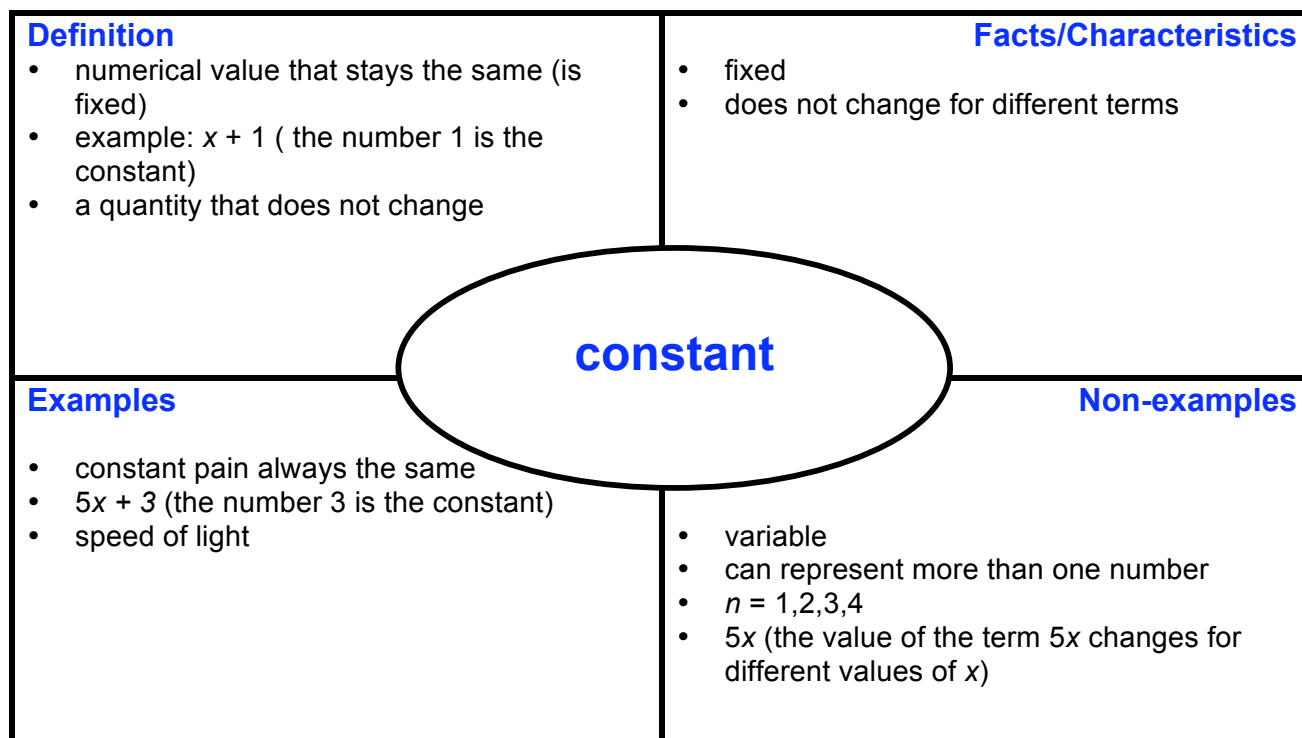 Definition
• numerical value that stays the same (is
fixed)
• example: x + 1 ( the number 1 is the
constant)
• a quantity that does not change
Facts/Characteristics
• fixed
• does not change for different terms
constant
Examples
• constant pain always the same
• 5x + 3 (the number 3 is the constant)
• speed of light
Non-examples
• variable
• can represent more than one number
• n = 1,2,3,4
• 5x (the value of the term 5x changes for
different values of x)